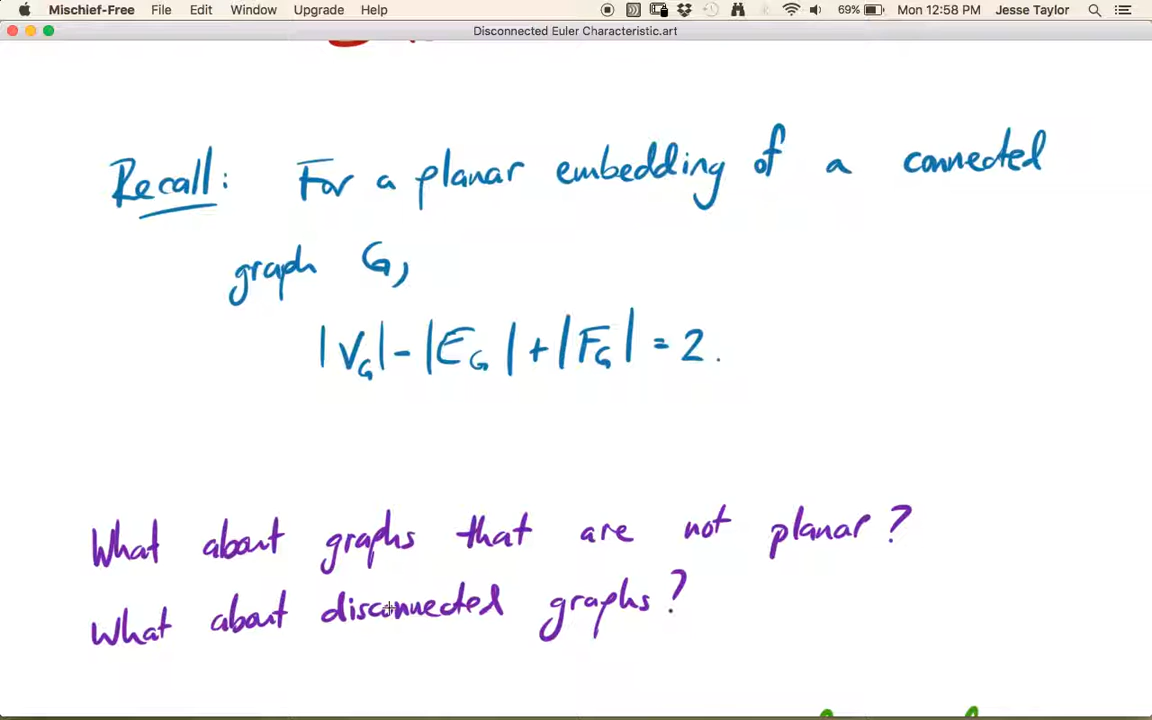 Mischief-Free File Edit Window Upgrade Help 69% Mon 12:58 PM Jesse Taylor
Disconnected Euler Characteristic.art
Recall: For a planar embedding of a connected
graph G,
|V_G| - |E_G| + |F_G| = 2.
What about graphs that are not planar?
What about disconnected graphs?